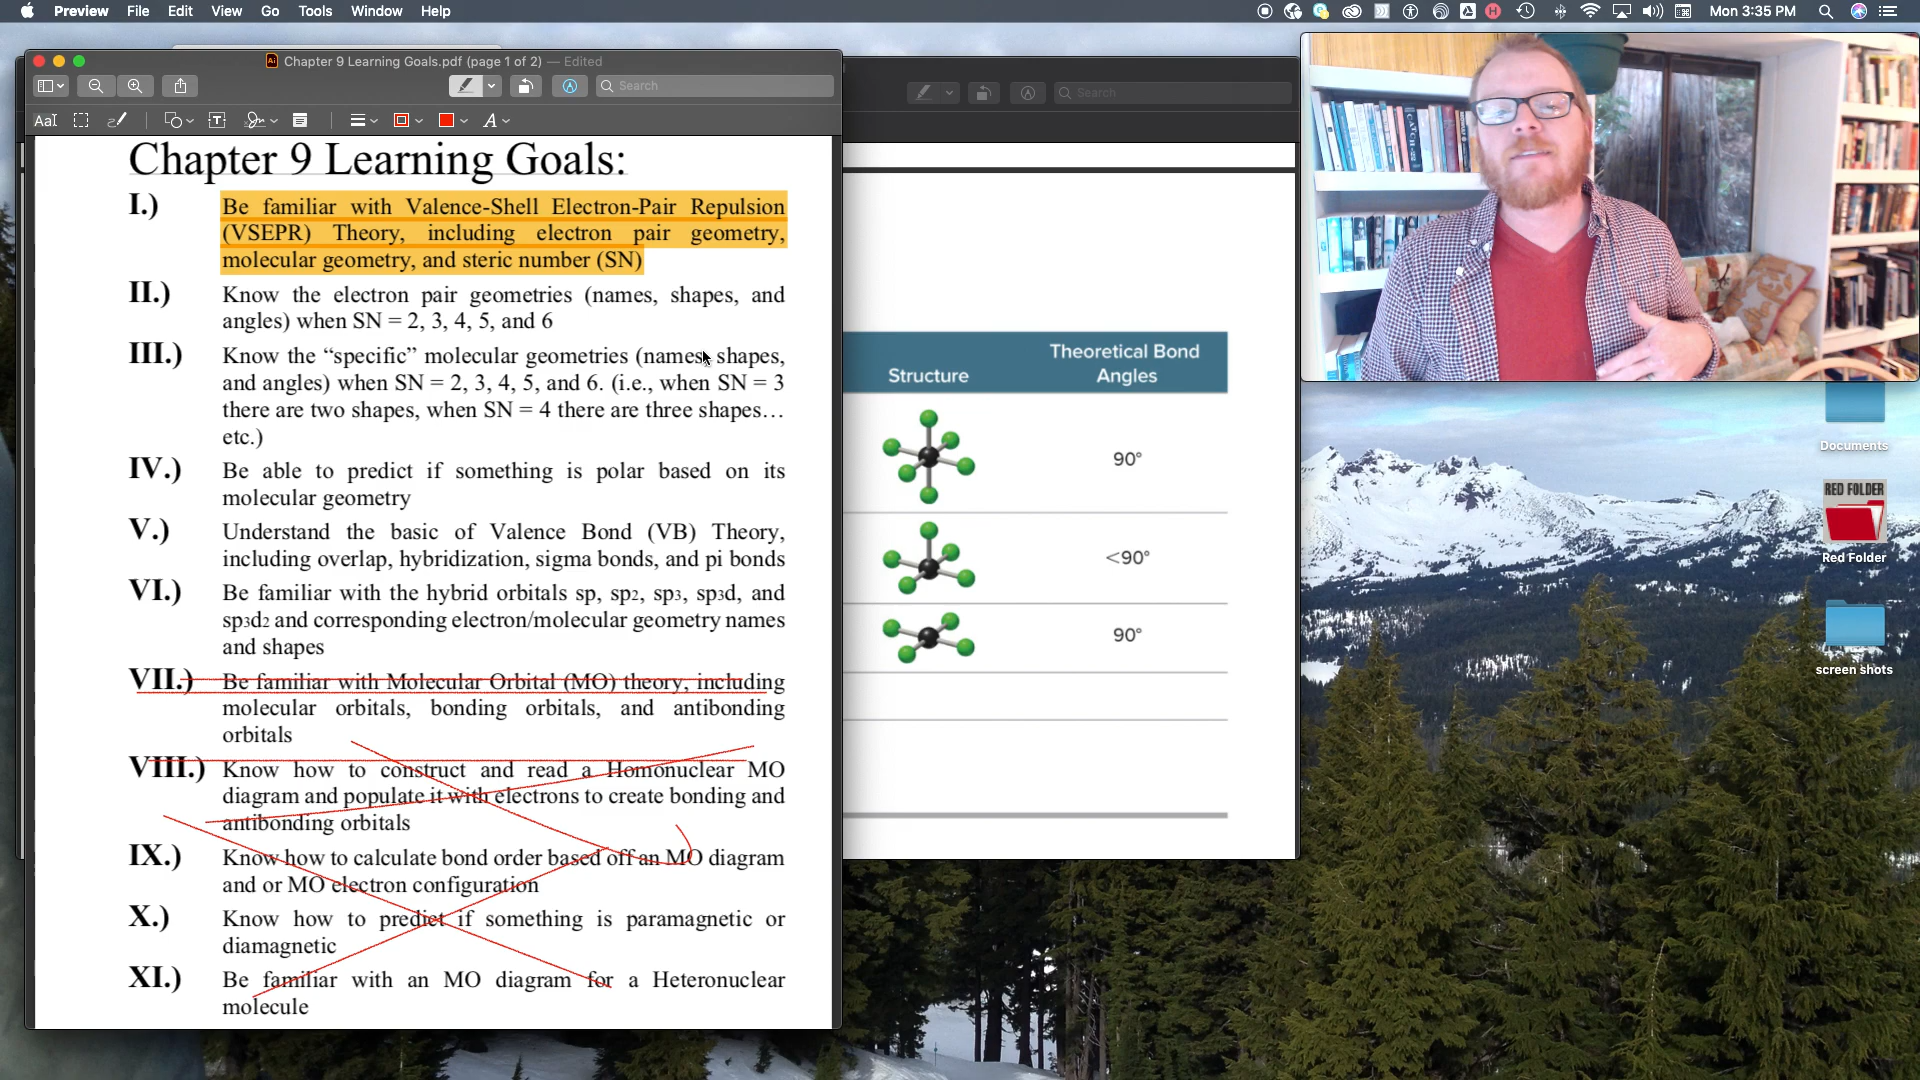 Preview File Edit View Go Tools Window Help
Mon 3:35 PM
Chapter 9 Learning Goals.pdf (page 1 of 2) — Edited
Search
Search
Chapter 9 Learning Goals:
I.) Be familiar with Valence-Shell Electron-Pair Repulsion
(VSEPR) Theory, including electron pair geometry,
molecular geometry, and steric number (SN)
II.) Know the electron pair geometries (names, shapes, and
angles) when SN = 2, 3, 4, 5, and 6
III.) Know the “specific” molecular geometries (names, shapes,
and angles) when SN = 2, 3, 4, 5, and 6. (i.e., when SN = 3
there are two shapes, when SN = 4 there are three shapes…
etc.)
IV.) Be able to predict if something is polar based on its
molecular geometry
V.) Understand the basic of Valence Bond (VB) Theory,
including overlap, hybridization, sigma bonds, and pi bonds
VI.) Be familiar with the hybrid orbitals sp, sp2, sp3, sp3d, and
sp3d2 and corresponding electron/molecular geometry names
and shapes
VII.) Be familiar with Molecular Orbital (MO) theory, including
molecular orbitals, bonding orbitals, and antibonding
orbitals
VIII.) Know how to construct and read a Homonuclear MO
diagram and populate it with electrons to create bonding and
antibonding orbitals
IX.) Know how to calculate bond order based off an MO diagram
and or MO electron configuration
X.) Know how to predict if something is paramagnetic or
diamagnetic
XI.) Be familiar with an MO diagram for a Heteronuclear
molecule
Structure
Theoretical Bond
Angles
90°
<90°
90°
CATCH-22
Documents
RED FOLDER
Red Folder
screen shots